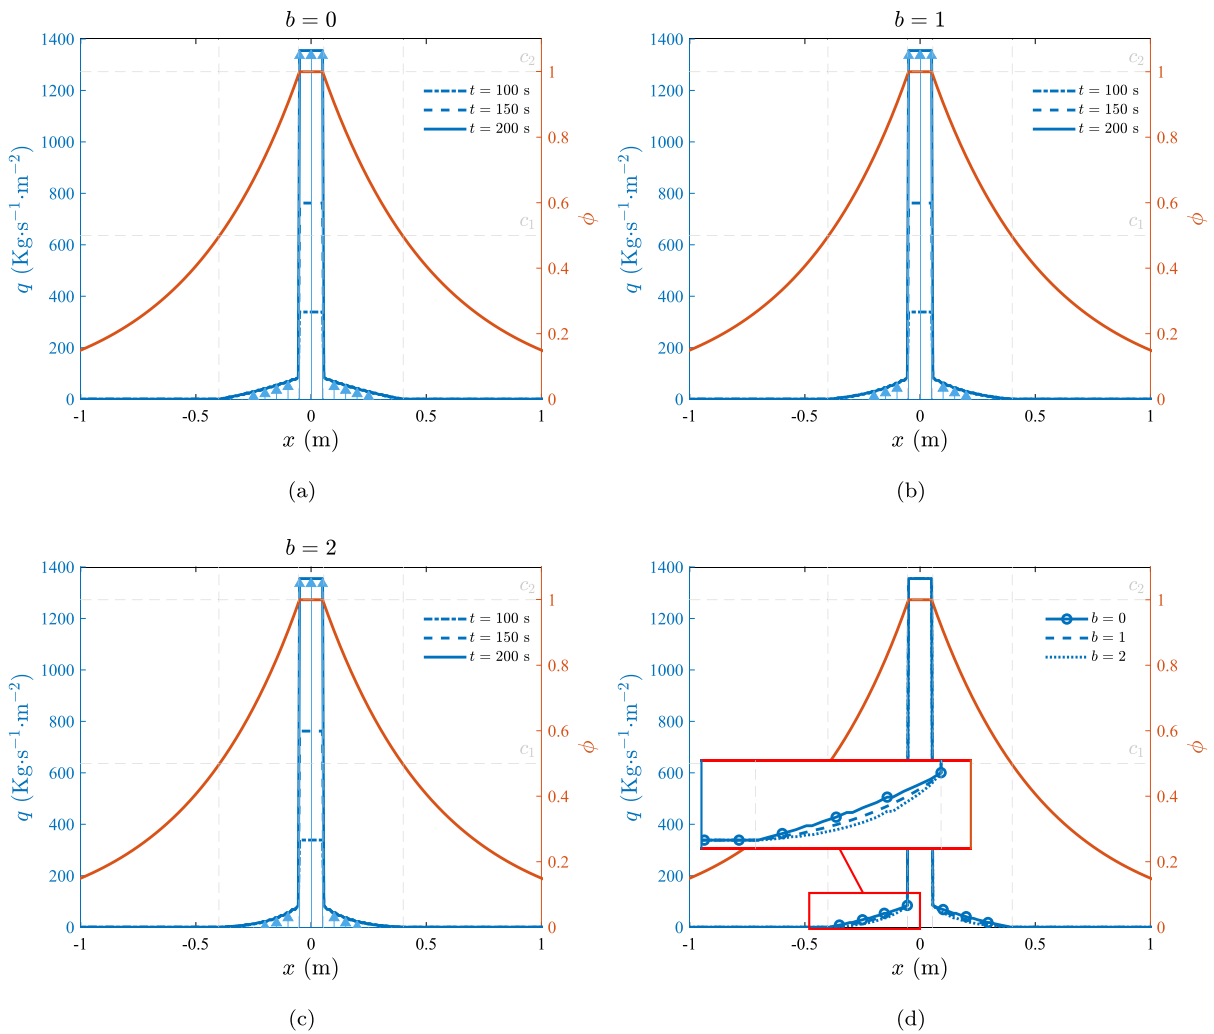 b = 0
1400
1200
1000
800
600
400
200
0
q (Kg·s⁻¹·m⁻²)
c₂
c₁
t = 100 s
t = 150 s
t = 200 s
1
0.8
0.6
0.4
0.2
0
ϕ
-1 -0.5 0 0.5 1
x (m)
(a)
b = 1
1400
1200
1000
800
600
400
200
0
q (Kg·s⁻¹·m⁻²)
c₂
c₁
t = 100 s
t = 150 s
t = 200 s
1
0.8
0.6
0.4
0.2
0
ϕ
-1 -0.5 0 0.5 1
x (m)
(b)
b = 2
1400
1200
1000
800
600
400
200
0
q (Kg·s⁻¹·m⁻²)
c₂
c₁
t = 100 s
t = 150 s
t = 200 s
1
0.8
0.6
0.4
0.2
0
ϕ
-1 -0.5 0 0.5 1
x (m)
(c)
1400
1200
1000
800
600
400
200
0
q (Kg·s⁻¹·m⁻²)
c₂
c₁
b = 0
b = 1
b = 2
1
0.8
0.6
0.4
0.2
0
ϕ
-1 -0.5 0 0.5 1
x (m)
(d)